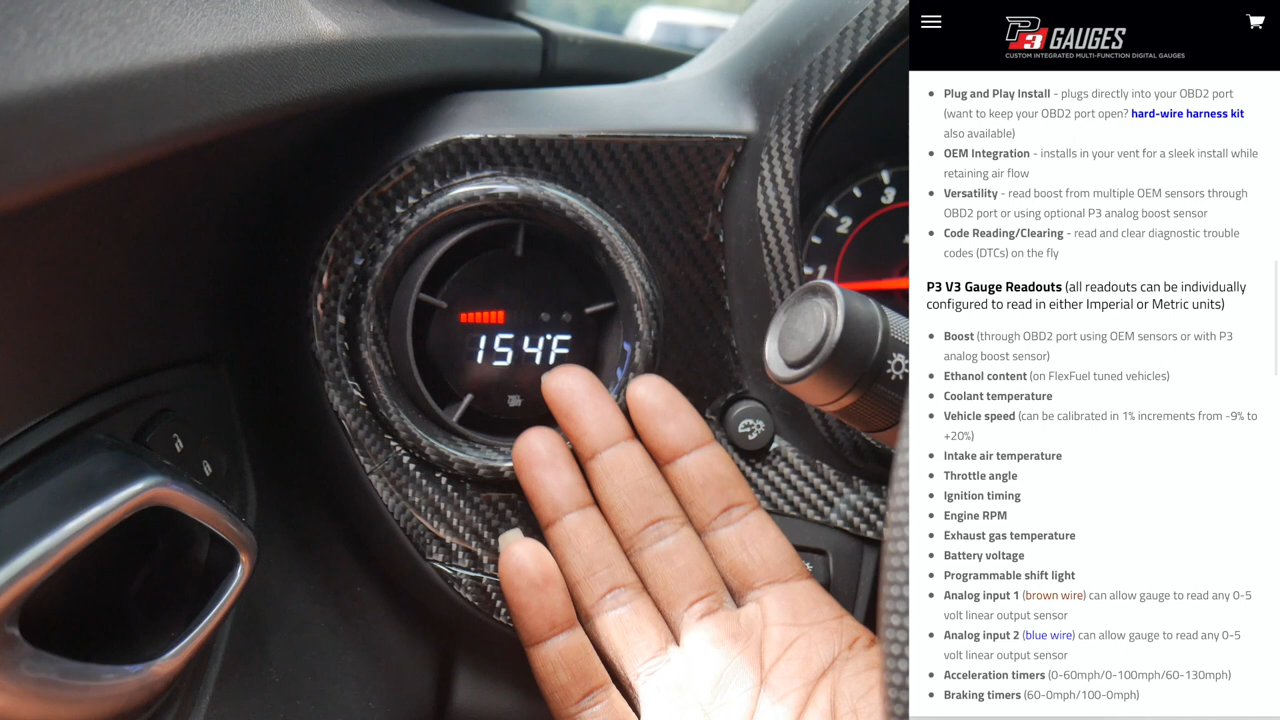 154°F
1
2
3
P3 GAUGES
CUSTOM INTEGRATED MULTI-FUNCTION DIGITAL GAUGES
Plug and Play Install - plugs directly into your OBD2 port
(want to keep your OBD2 port open? hard-wire harness kit
also available)
OEM Integration - installs in your vent for a sleek install while
retaining air flow
Versatility - read boost from multiple OEM sensors through
OBD2 port or using optional P3 analog boost sensor
Code Reading/Clearing - read and clear diagnostic trouble
codes (DTCs) on the fly
P3 V3 Gauge Readouts (all readouts can be individually
configured to read in either Imperial or Metric units)
Boost (through OBD2 port using OEM sensors or with P3
analog boost sensor)
Ethanol content (on FlexFuel tuned vehicles)
Coolant temperature
Vehicle speed (can be calibrated in 1% increments from -9% to
+20%)
Intake air temperature
Throttle angle
Ignition timing
Engine RPM
Exhaust gas temperature
Battery voltage
Programmable shift light
Analog input 1 (brown wire) can allow gauge to read any 0-5
volt linear output sensor
Analog input 2 (blue wire) can allow gauge to read any 0-5
volt linear output sensor
Acceleration timers (0-60mph/0-100mph/60-130mph)
Braking timers (60-0mph/100-0mph)